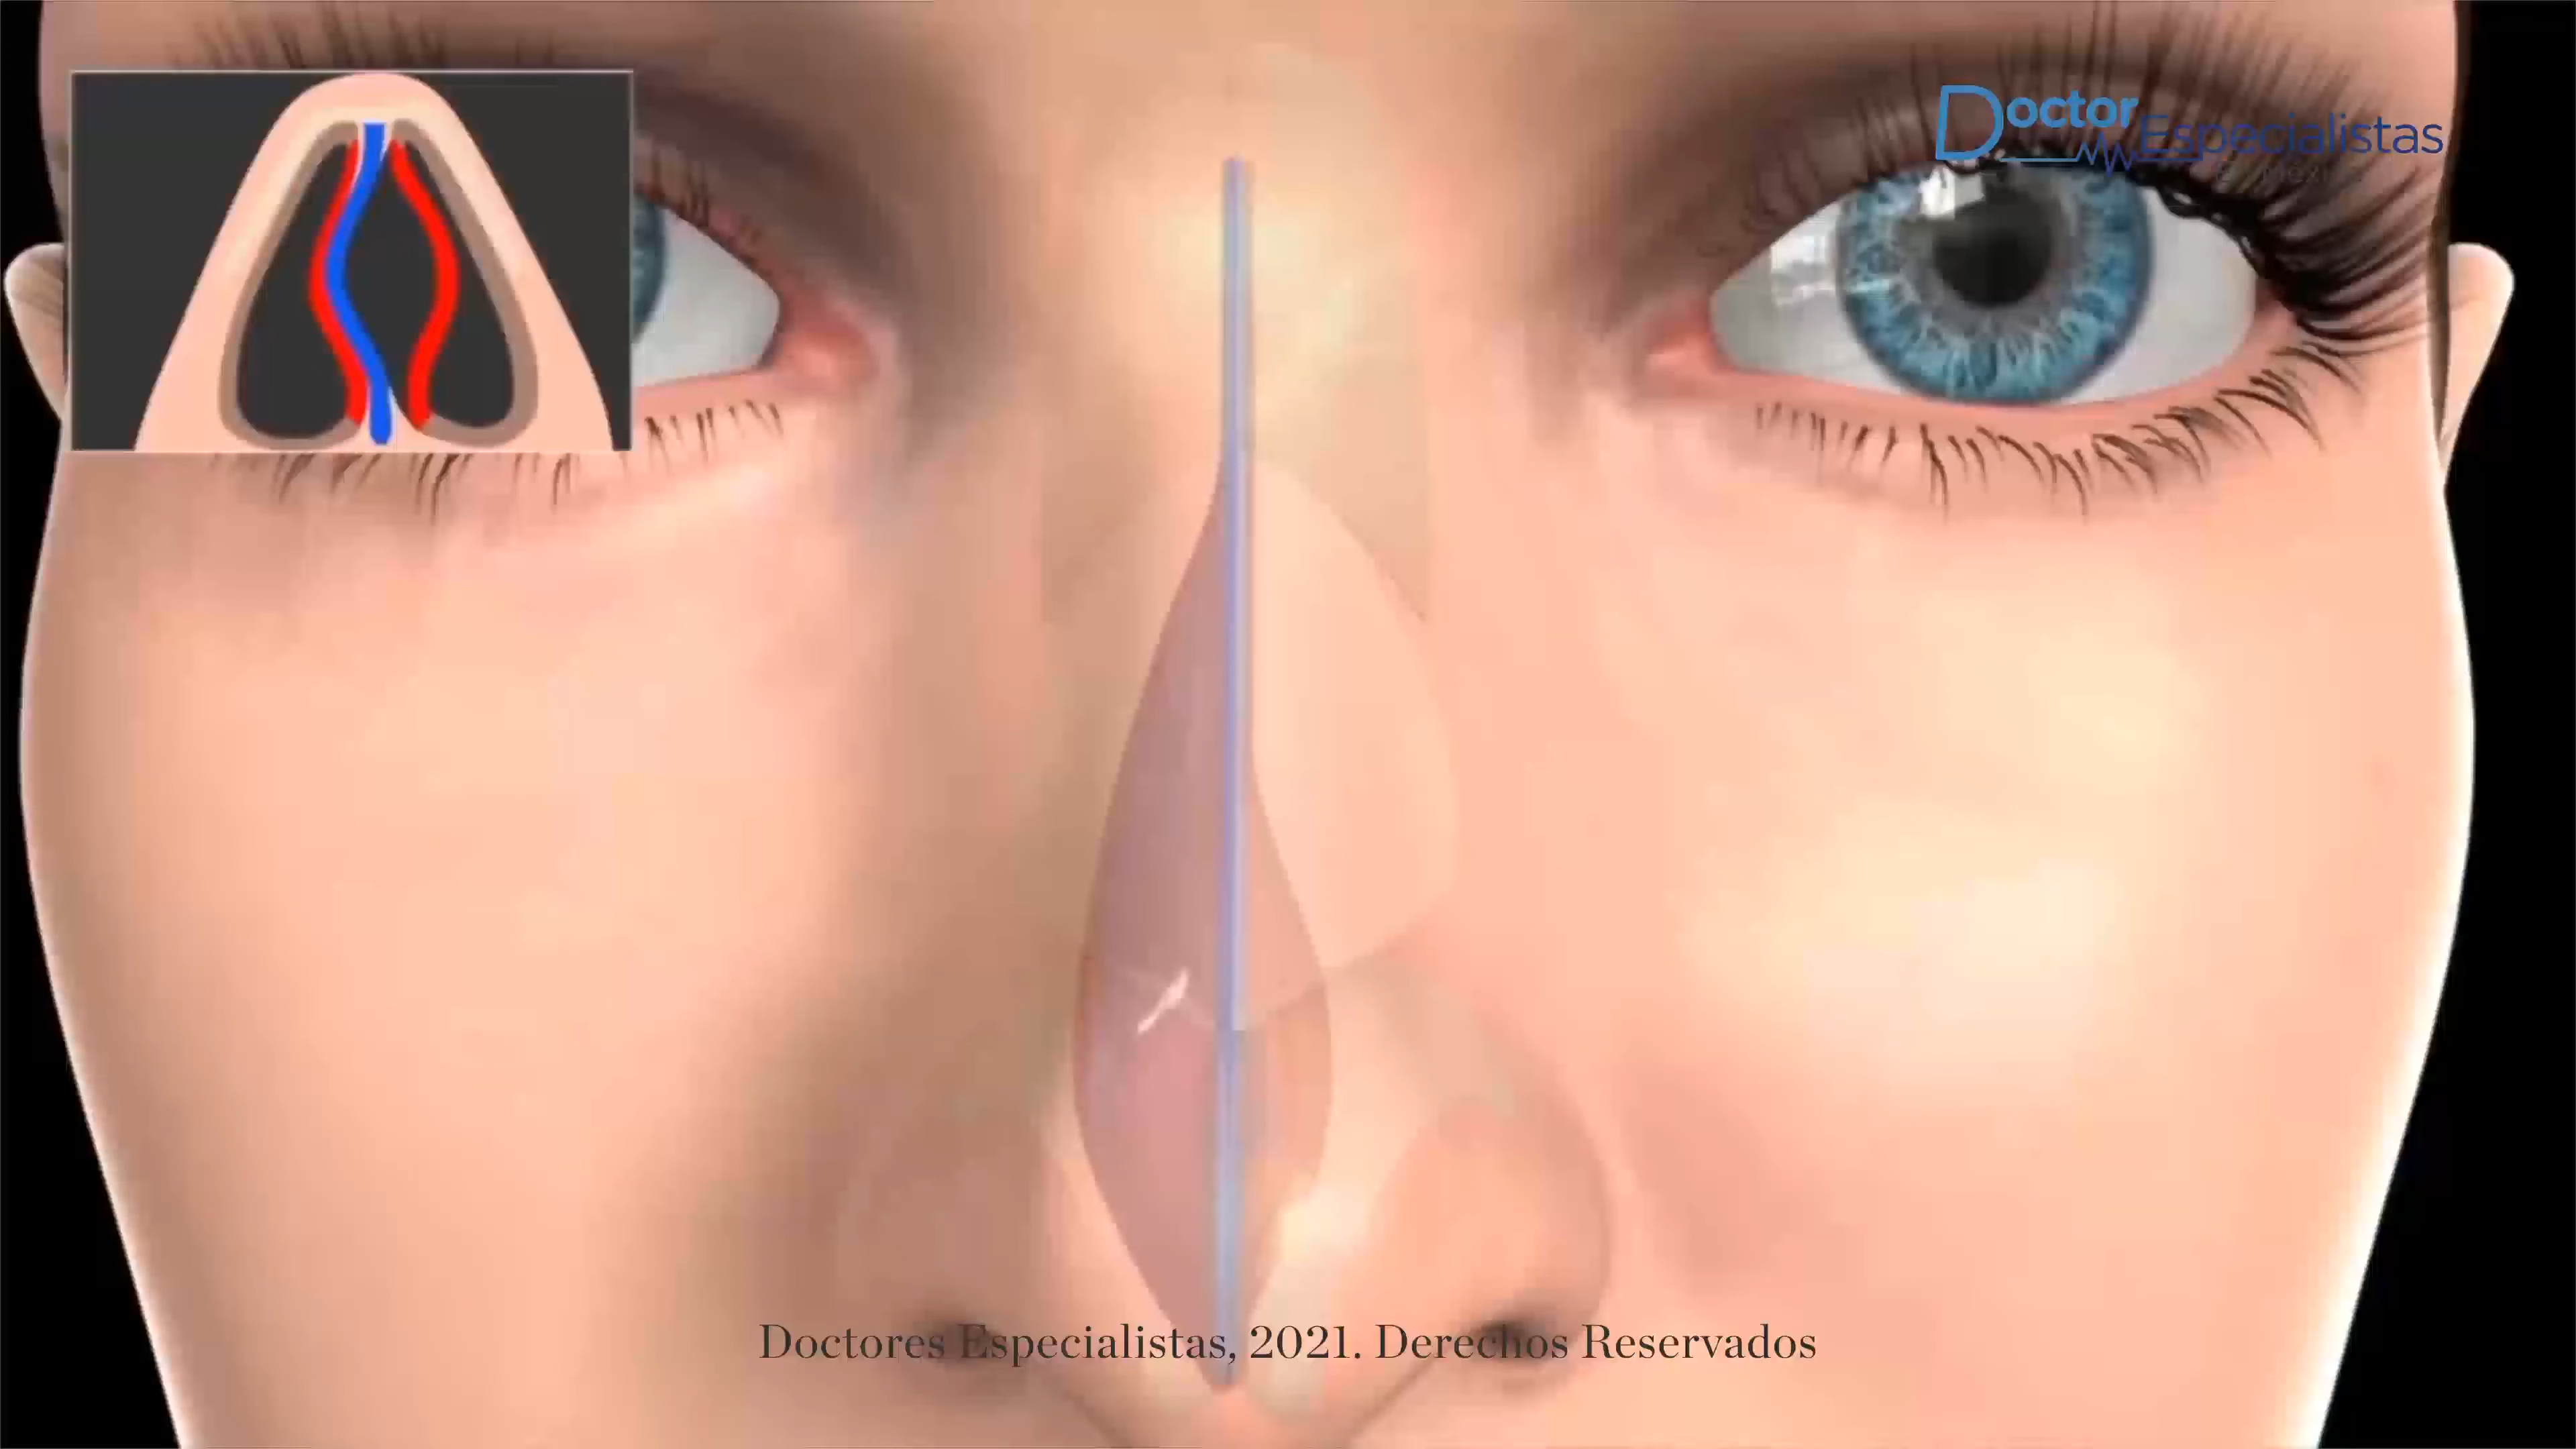 Doctor
Especialistas
Doctores Especialistas, 2021. Derechos Reservados